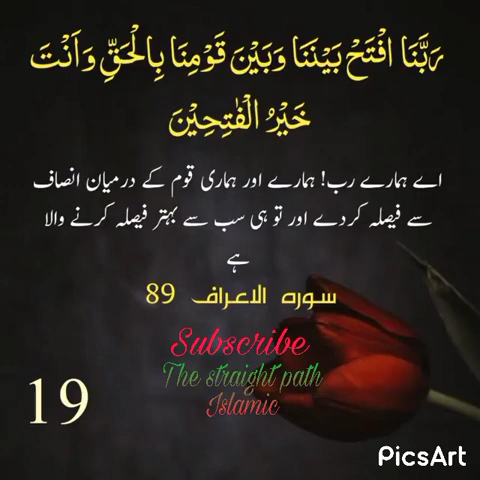 رَبَّنَا افْتَحْ بَيْنَنَا وَبَيْنَ قَوْمِنَا بِالْحَقِّ وَاَنْتَ
خَيْرُ الْفٰتِحِيْنَ
اے ہمارے رب! ہمارے اور ہماری قوم کے درمیان انصاف
سے فیصلہ کردے اور تو ہی سب سے بہتر فیصلہ کرنے والا
ہے
سورہ الاعراف 89
Subscribe
The straight path
Islamic
19
PicsArt